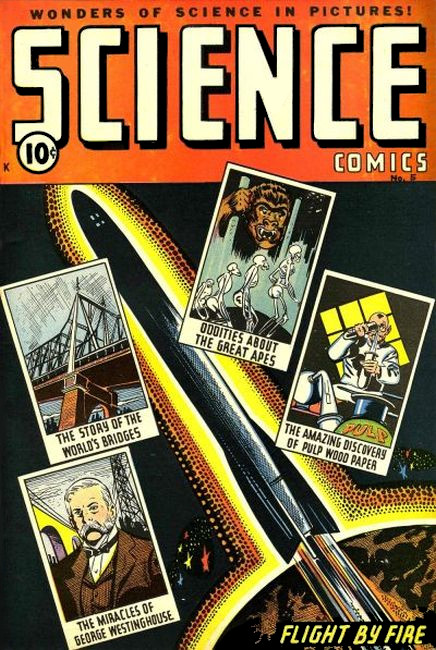 WONDERS OF SCIENCE IN PICTURES!
SCIENCE
10¢
COMICS
K
No. 5
ODDITIES ABOUT
THE GREAT APES
THE STORY OF THE
WORLD'S BRIDGES
PULP
THE AMAZING DISCOVERY
OF PULP WOOD PAPER
THE MIRACLES OF
GEORGE WESTINGHOUSE
FLIGHT BY FIRE